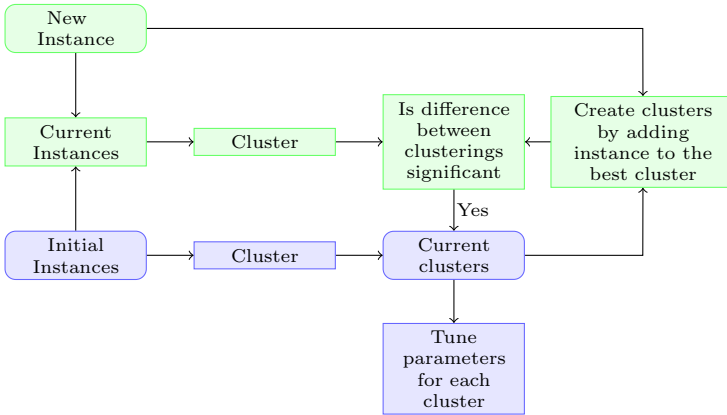 New
Instance
Current
Instances
Cluster
Is difference
between
clusterings
significant
Create clusters
by adding
instance to the
best cluster
Yes
Initial
Instances
Cluster
Current
clusters
Tune
parameters
for each
cluster